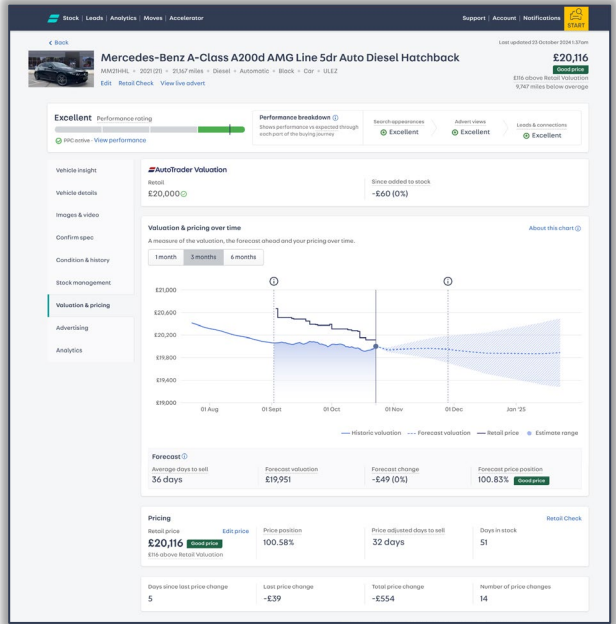 Stock | Leads | Analytics | Moves | Accelerator
Support | Account | Notifications
START
Back
Last updated 23 October 2024 1:37am
Mercedes-Benz A-Class A200d AMG Line 5dr Auto Diesel Hatchback
£20,116
Good price
MM21HHL • 2021 (21) • 21,167 miles • Diesel • Automatic • Black • Car • ULEZ
£116 above Retail Valuation
9,747 miles below average
Edit Retail Check View live advert
Excellent Performance rating
PPC active · View performance
Performance breakdown
Shows performance vs expected through each part of the buying journey
Search appearances
Excellent
Advert views
Excellent
Leads & connections
Excellent
Vehicle insight
Vehicle details
Images & video
Confirm spec
Condition & history
Stock management
Valuation & pricing
Advertising
Analytics
AutoTrader Valuation
Retail
£20,000
Since added to stock
-£60 (0%)
Valuation & pricing over time
About this chart
A measure of the valuation, the forecast ahead and your pricing over time.
1 month 3 months 6 months
£21,000
£20,600
£20,200
£19,800
£19,400
£19,000
01 Aug 01 Sept 01 Oct 01 Nov 01 Dec Jan '25
Historic valuation Forecast valuation Retail price Estimate range
Forecast
Average days to sell
36 days
Forecast valuation
£19,951
Forecast change
-£49 (0%)
Forecast price position
100.83% Good price
Pricing
Retail Check
Retail price Edit price
£20,116 Good price
£116 above Retail Valuation
Price position
100.58%
Price adjusted days to sell
32 days
Days in stock
51
Days since last price change
5
Last price change
-£39
Total price change
-£554
Number of price changes
14